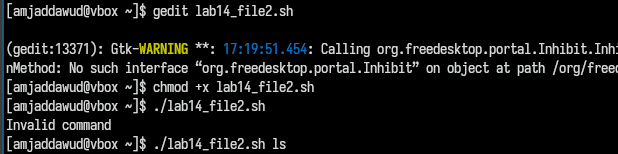 [amjaddawud@vbox ~]$ gedit lab14_file2.sh
(gedit:13371): Gtk-WARNING **: 17:19:51.454: Calling org.freedesktop.portal.Inhibit.Inhi
nMethod: No such interface “org.freedesktop.portal.Inhibit” on object at path /org/freed
[amjaddawud@vbox ~]$ chmod +x lab14_file2.sh
[amjaddawud@vbox ~]$ ./lab14_file2.sh
Invalid command
[amjaddawud@vbox ~]$ ./lab14_file2.sh ls